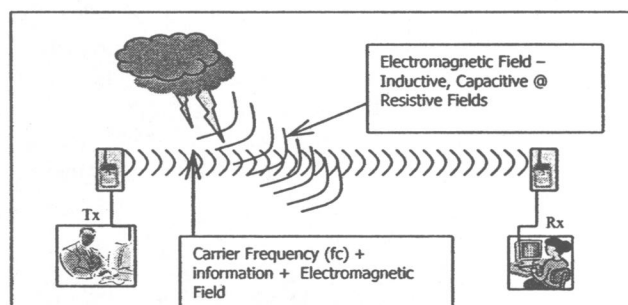 Electromagnetic Field –
Inductive, Capacitive @
Resistive Fields
Tx
Rx
Carrier Frequency (fc) +
information + Electromagnetic
Field